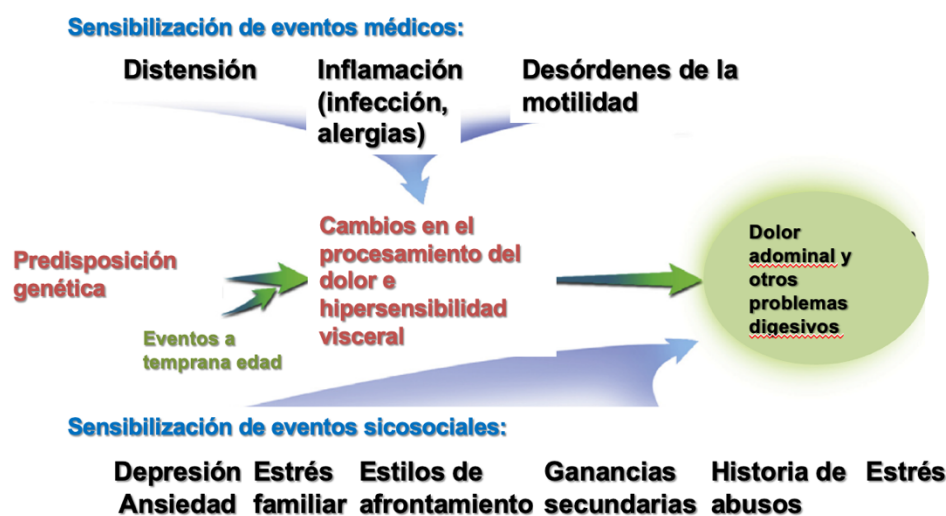 Sensibilización de eventos médicos:
Distensión
Inflamación
(infección,
alergias)
Desórdenes de la
motilidad
Predisposición
genética
Eventos a
temprana edad
Cambios en el
procesamiento del
dolor e
hipersensibilidad
visceral
Dolor
adominal y
otros
problemas
digesivos
Sensibilización de eventos sicosociales:
Depresión
Ansiedad
Estrés
familiar
Estilos de
afrontamiento
Ganancias
secundarias
Historia de
abusos
Estrés